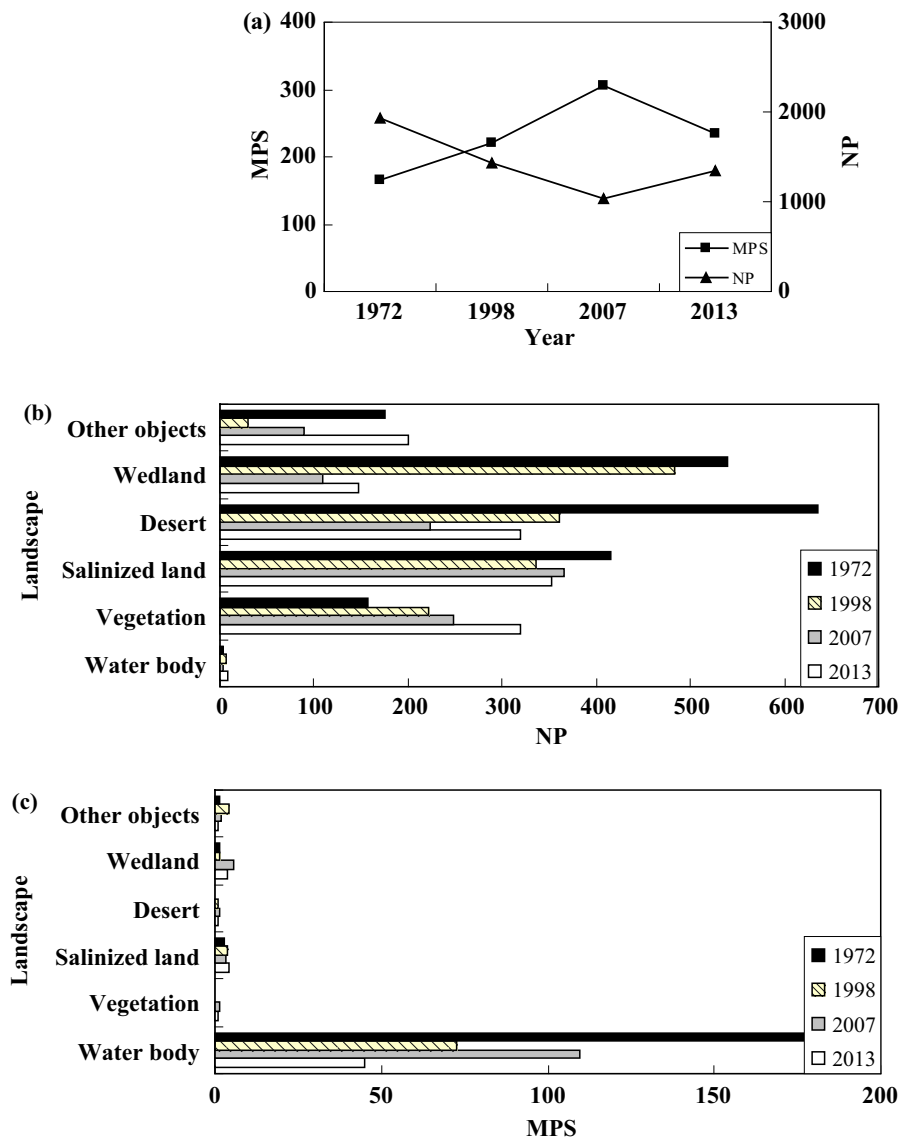 (a)
400
300
200
100
0
MPS
3000
2000
1000
0
NP
MPS
NP
1972 1998 2007 2013
Year
(b)
Landscape
Other objects
Wedland
Desert
Salinized land
Vegetation
Water body
1972
1998
2007
2013
0 100 200 300 400 500 600 700
NP
(c)
Landscape
Other objects
Wedland
Desert
Salinized land
Vegetation
Water body
1972
1998
2007
2013
0 50 100 150 200
MPS